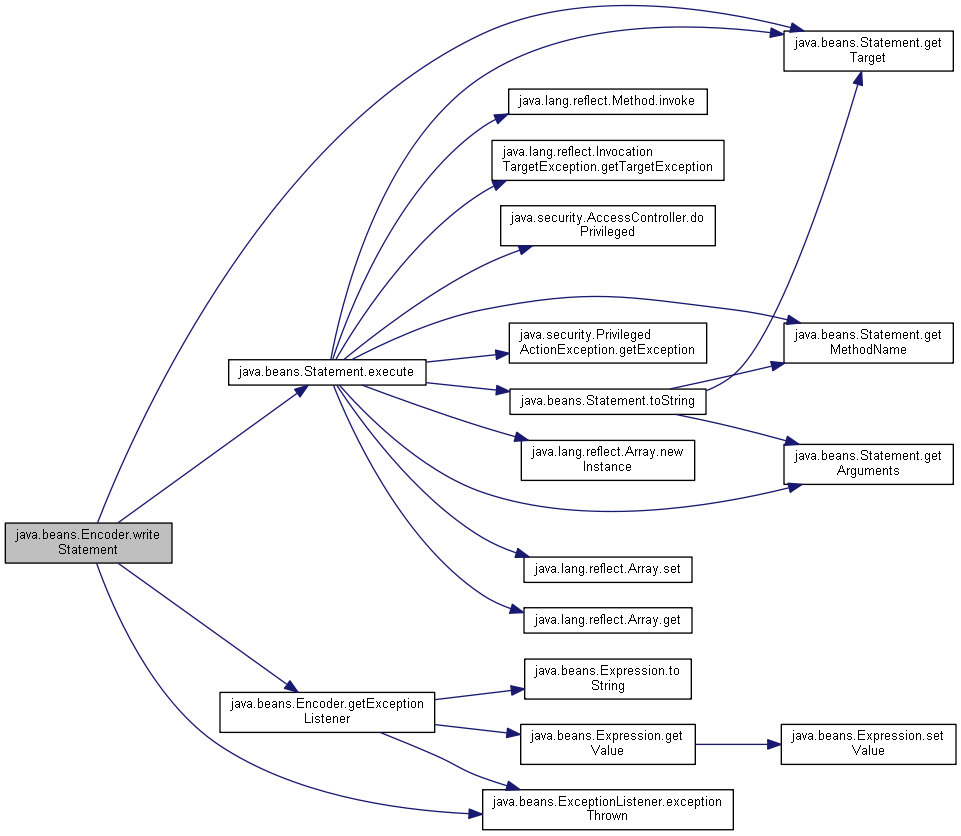 java.beans.Statement.get
Target
java.lang.reflect.Method.invoke
java.lang.reflect.Invocation
TargetException.getTargetException
java.security.AccessController.do
Privileged
java.security.Privileged
ActionException.getException
java.beans.Statement.get
MethodName
java.beans.Statement.execute
java.beans.Statement.toString
java.lang.reflect.Array.new
Instance
java.beans.Statement.get
Arguments
java.beans.Encoder.write
Statement
java.lang.reflect.Array.set
java.lang.reflect.Array.get
java.beans.Expression.to
String
java.beans.Encoder.getException
Listener
java.beans.Expression.get
Value
java.beans.Expression.set
Value
java.beans.ExceptionListener.exception
Thrown